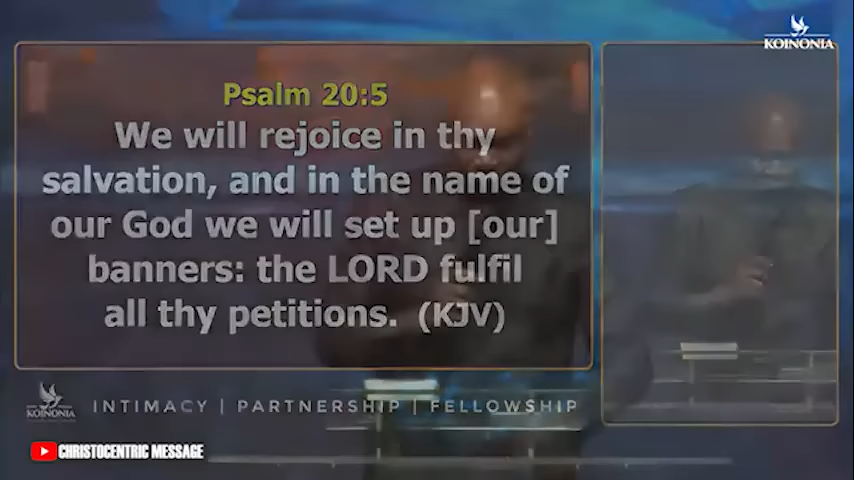 KOINONIA
Psalm 20:5
We will rejoice in thy
salvation, and in the name of
our God we will set up [our]
banners: the LORD fulfil
all thy petitions. (KJV)
KOINONIA
INTIMACY | PARTNERSHIP | FELLOWSHIP
CHRISTOCENTRIC MESSAGE